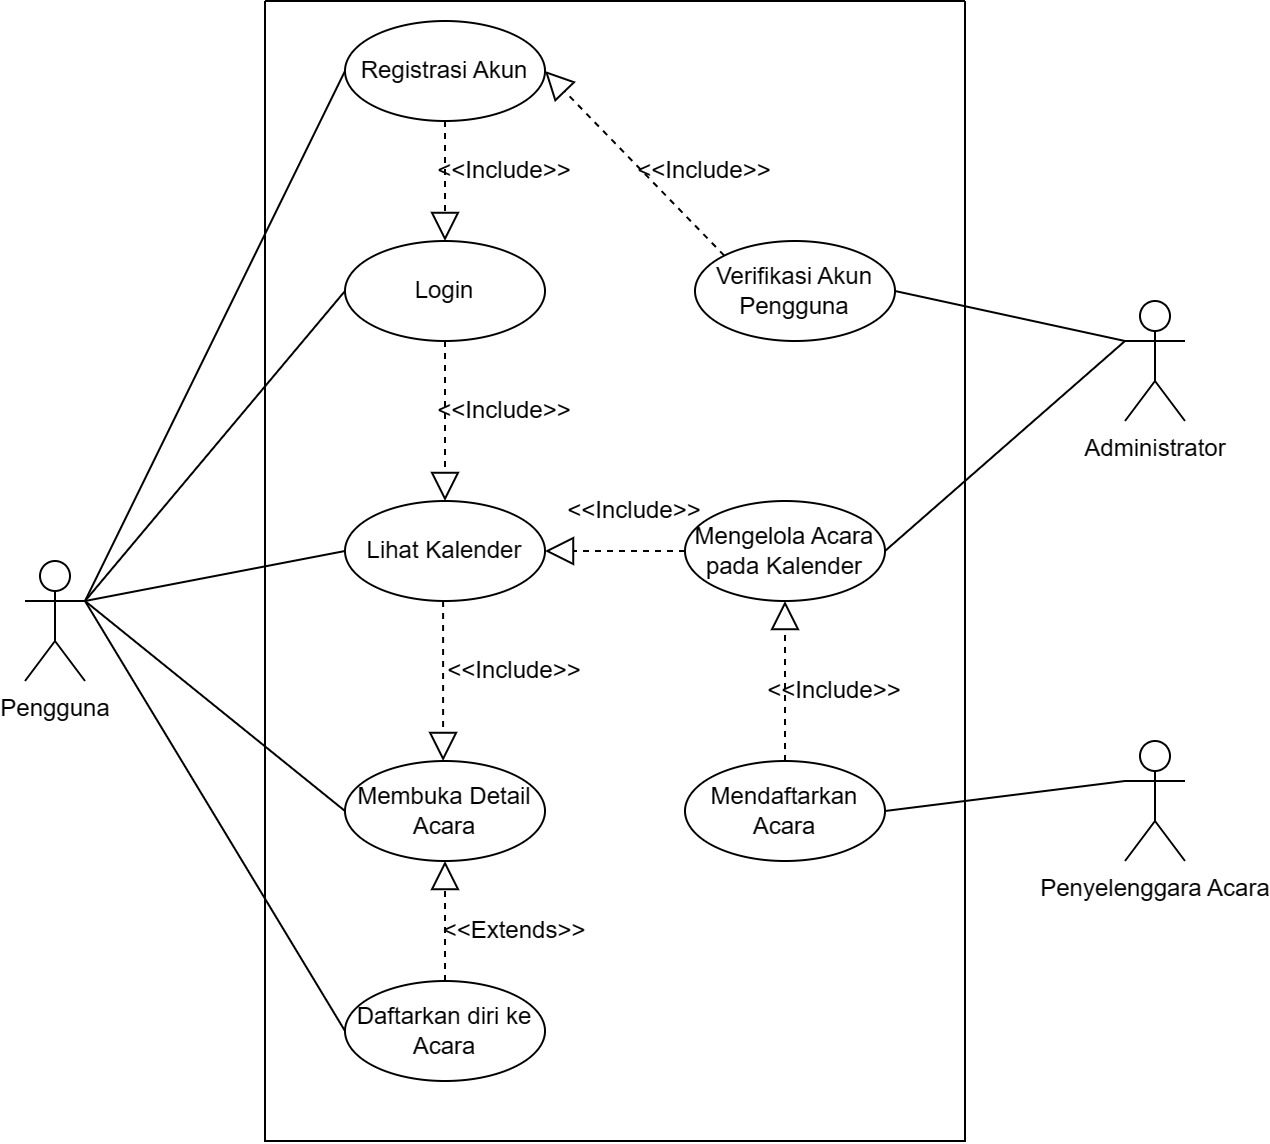 Registrasi Akun
<<Include>>
<<Include>>
Login
Verifikasi Akun
Pengguna
<<Include>>
Administrator
<<Include>>
Lihat Kalender
Mengelola Acara
pada Kalender
<<Include>>
<<Include>>
Pengguna
Membuka Detail
Acara
Mendaftarkan
Acara
Penyelenggara Acara
<<Extends>>
Daftarkan diri ke
Acara